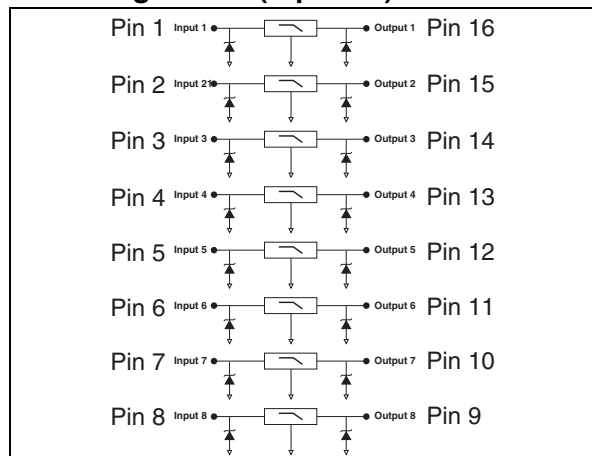 Pin 1 Input 1 Output 1 Pin 16
Pin 2 Input 21 Output 2 Pin 15
Pin 3 Input 3 Output 3 Pin 14
Pin 4 Input 4 Output 4 Pin 13
Pin 5 Input 5 Output 5 Pin 12
Pin 6 Input 6 Output 6 Pin 11
Pin 7 Input 7 Output 7 Pin 10
Pin 8 Input 8 Output 8 Pin 9